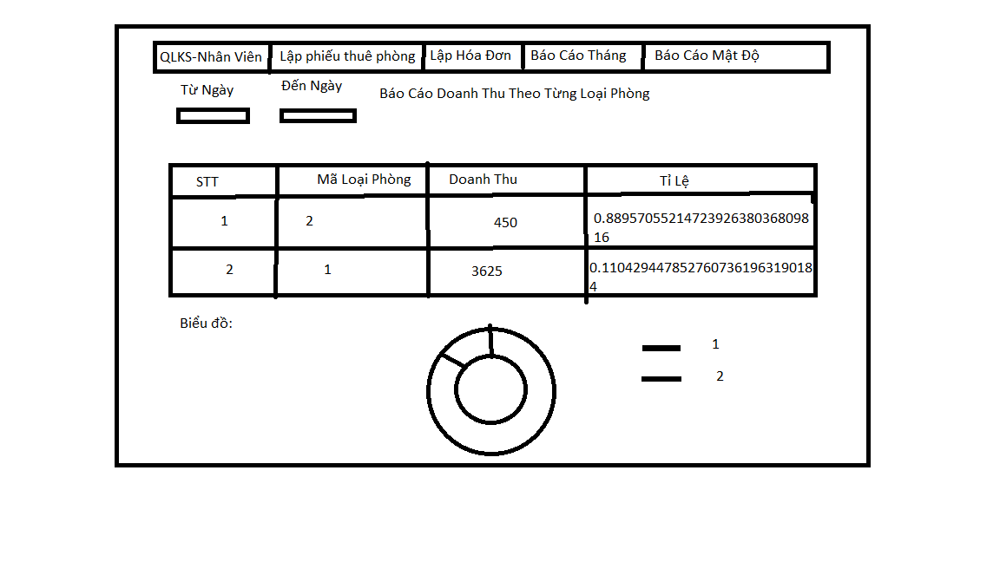 QLKS-Nhân Viên Lập phiếu thuê phòng Lập Hóa Đơn Báo Cáo Tháng Báo Cáo Mật Độ
Từ Ngày Đến Ngày Báo Cáo Doanh Thu Theo Từng Loại Phòng
STT Mã Loại Phòng Doanh Thu Tỉ Lệ
1 2 450 0.88957055214723926380368098
16
2 1 3625 0.110429447852760736196319018
4
Biểu đồ:
1
2